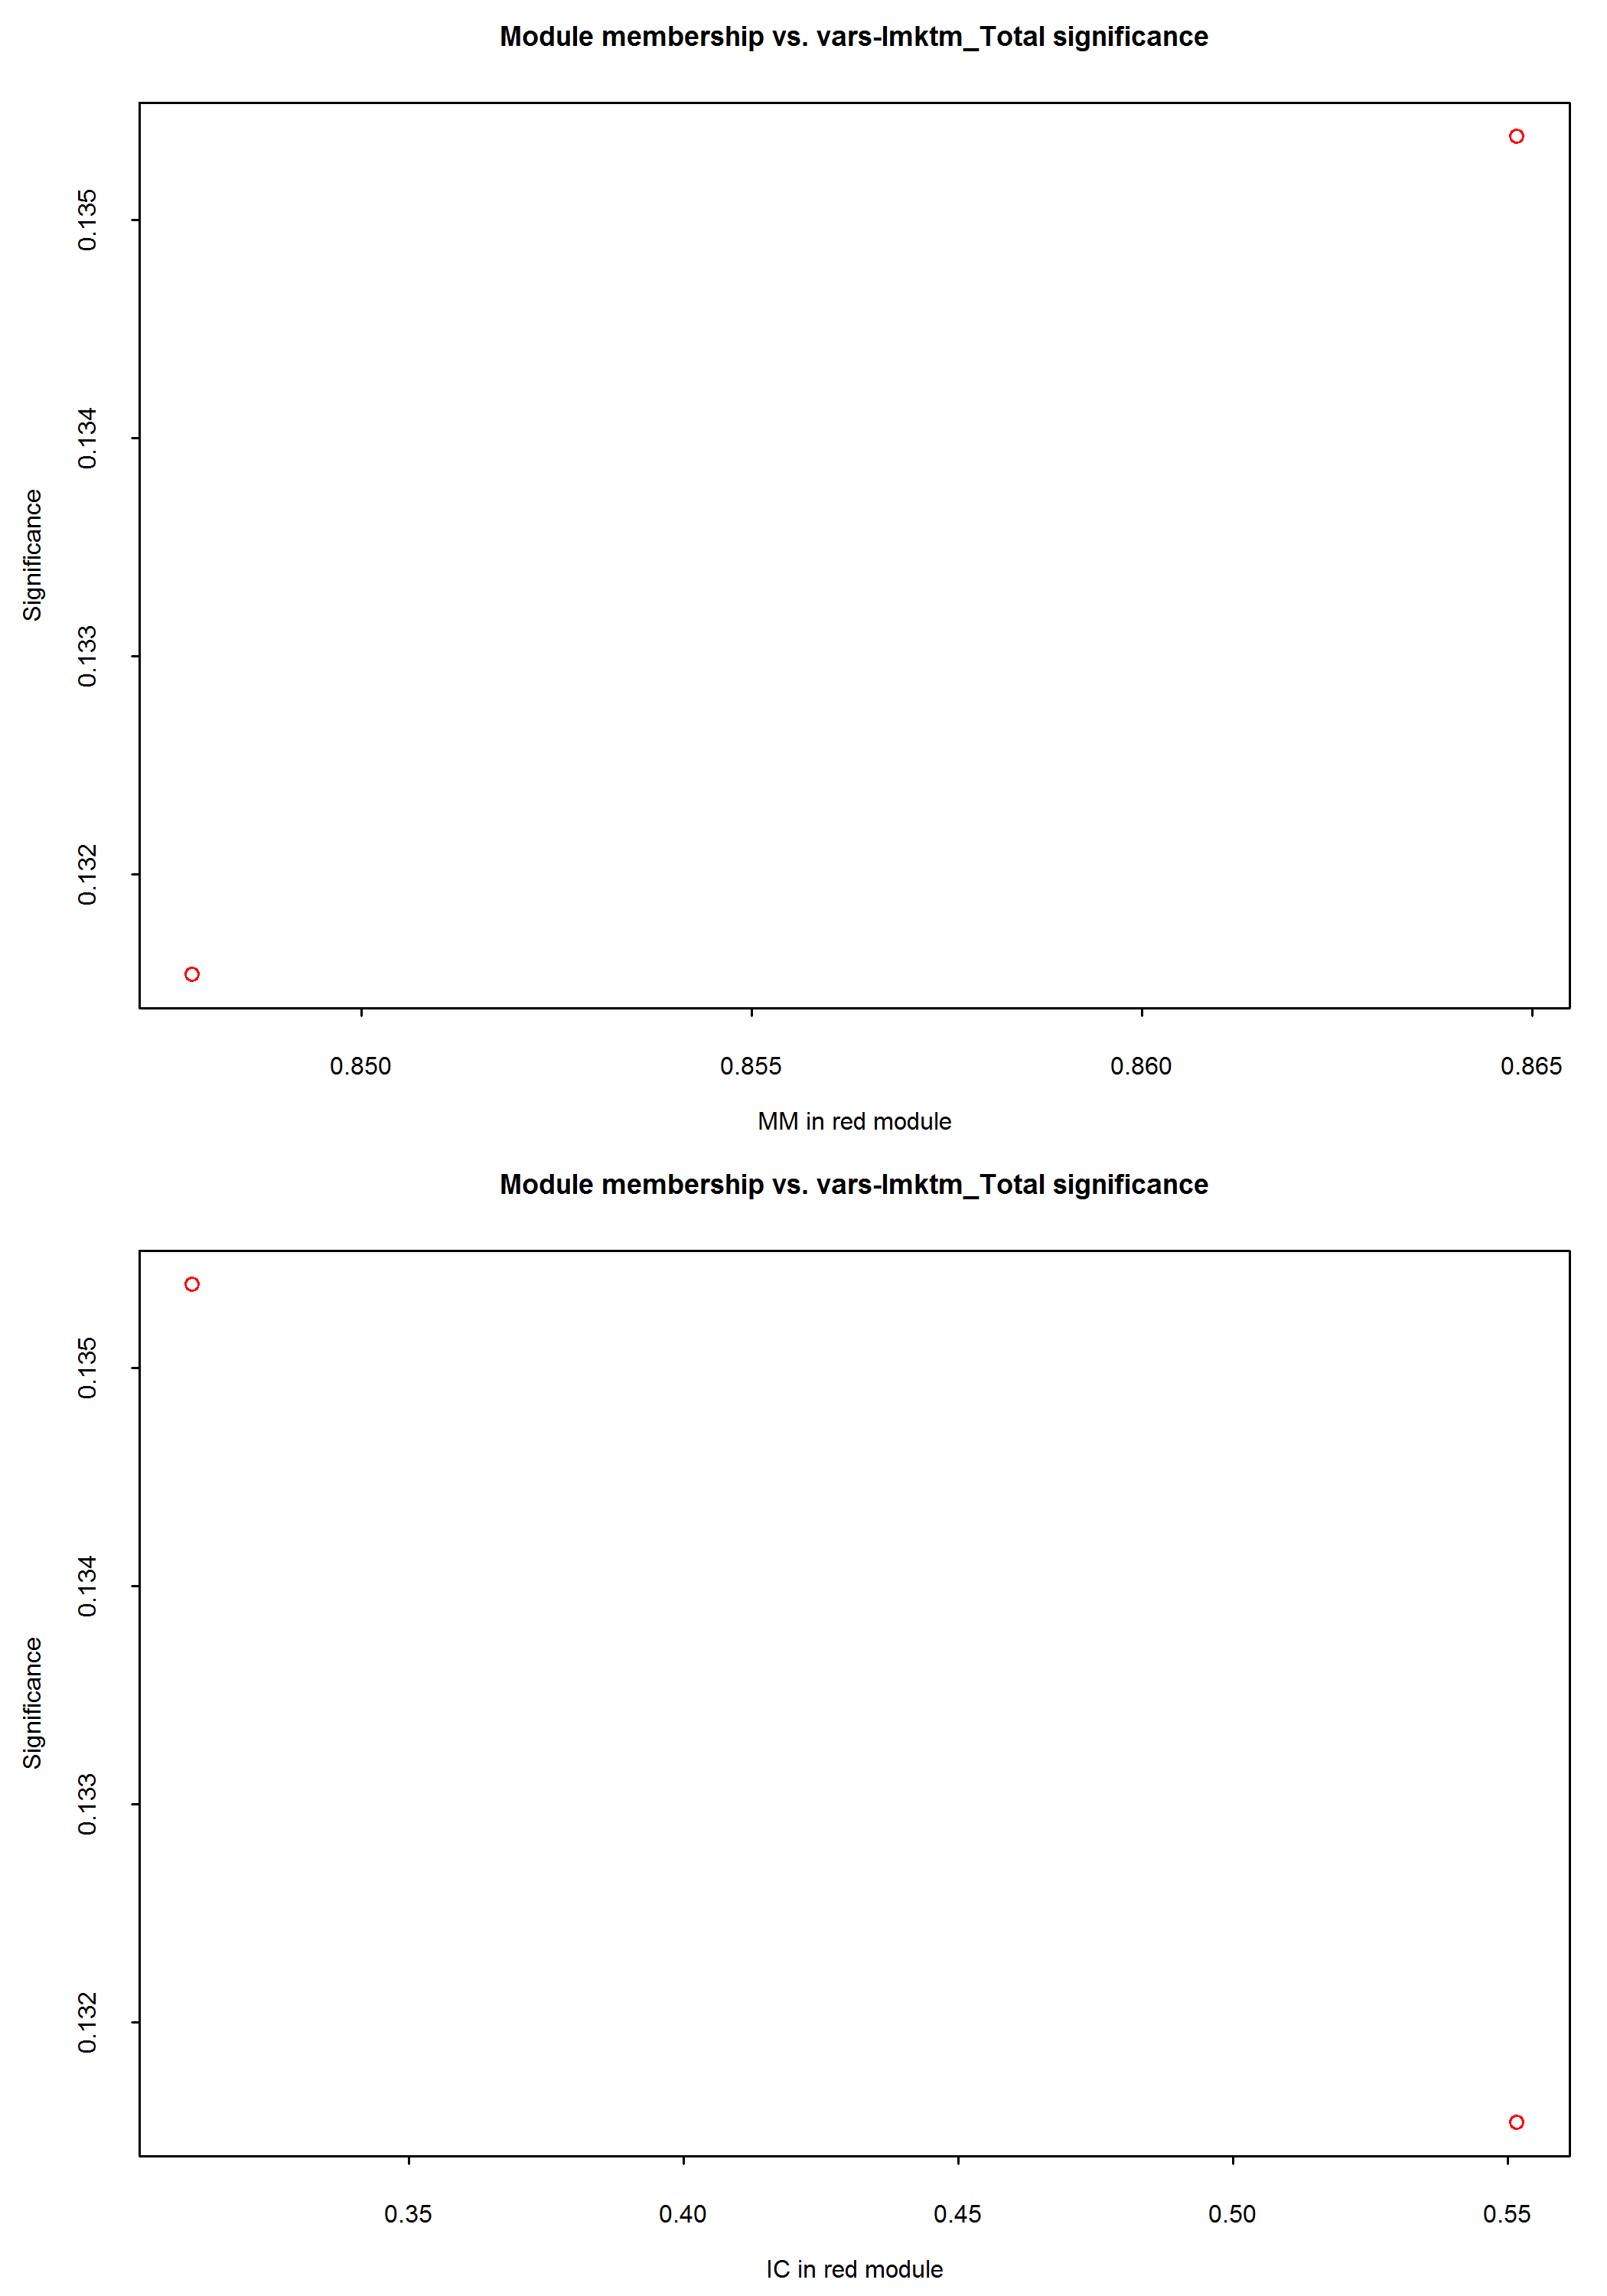 Module membership vs. vars-lmktm_Total significance
0.135
0.134
0.133
0.132
Significance
0.850 0.855 0.860 0.865
MM in red module
Module membership vs. vars-lmktm_Total significance
0.135
0.134
0.133
0.132
Significance
0.35 0.40 0.45 0.50 0.55
IC in red module